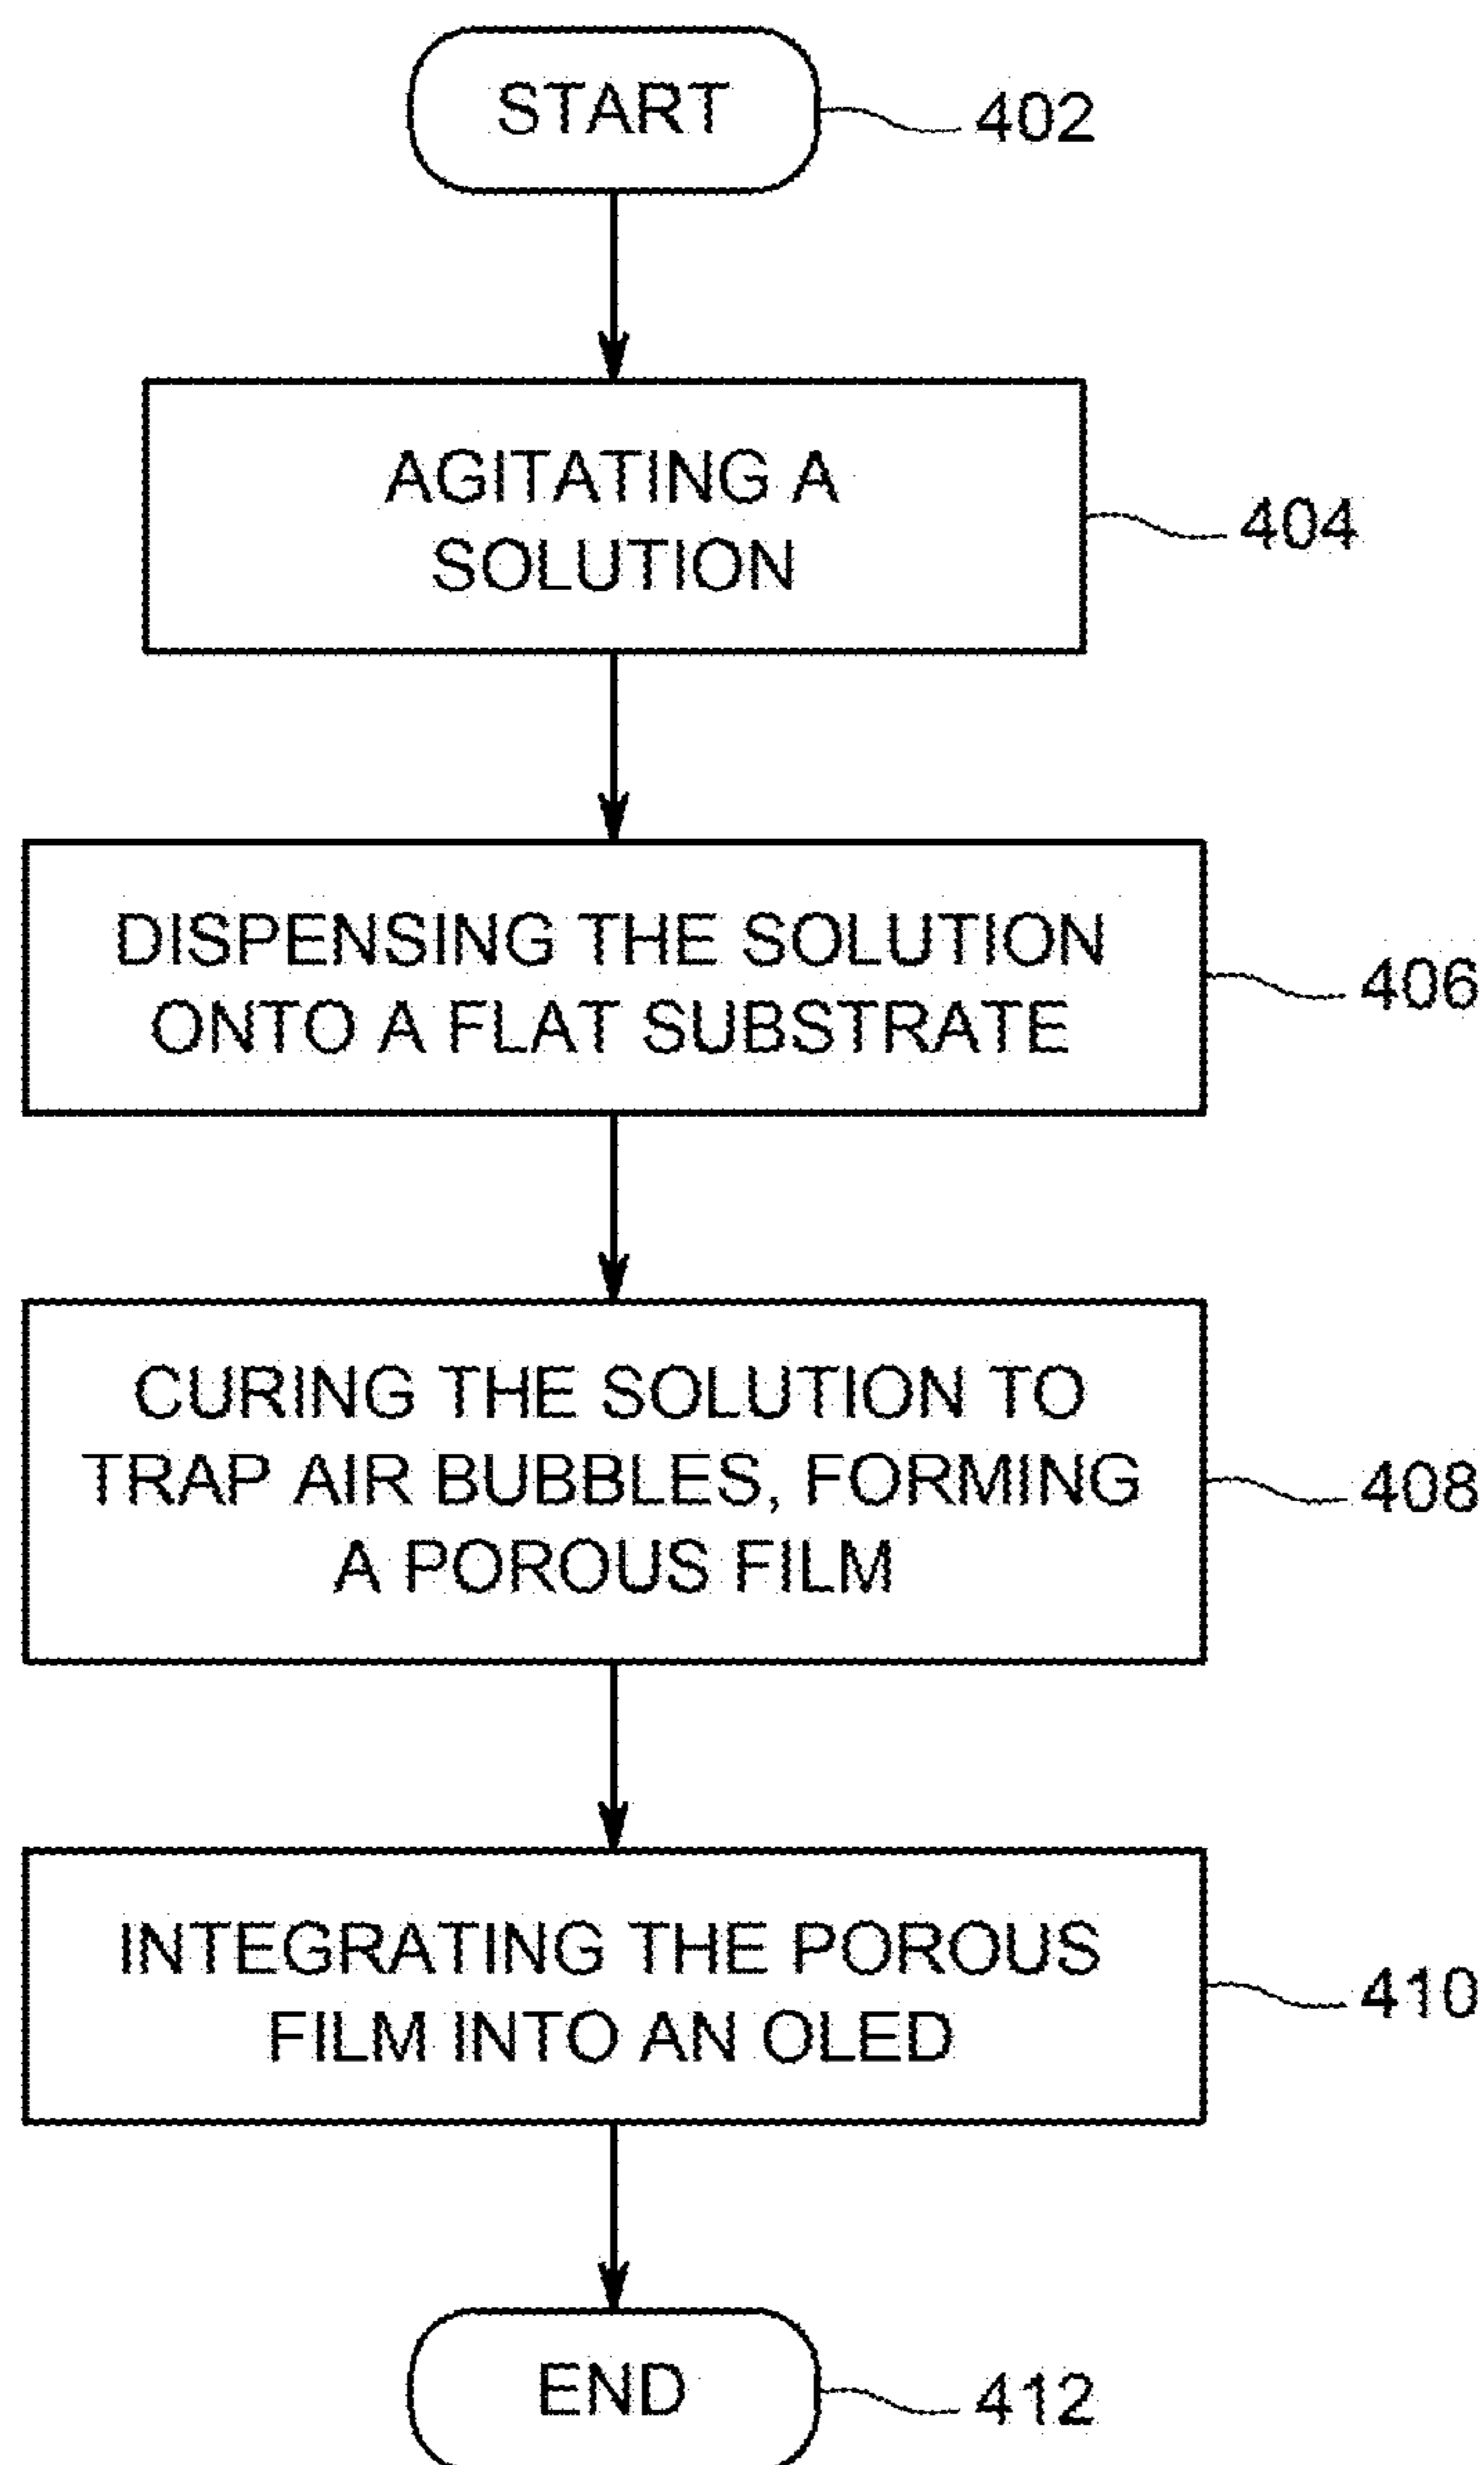 START
402
AGITATING A
SOLUTION
404
DISPENSING THE SOLUTION
ONTO A FLAT SUBSTRATE
406
CURING THE SOLUTION TO
TRAP AIR BUBBLES, FORMING
A POROUS FILM
408
INTEGRATING THE POROUS
FILM INTO AN OLED
410
END
412